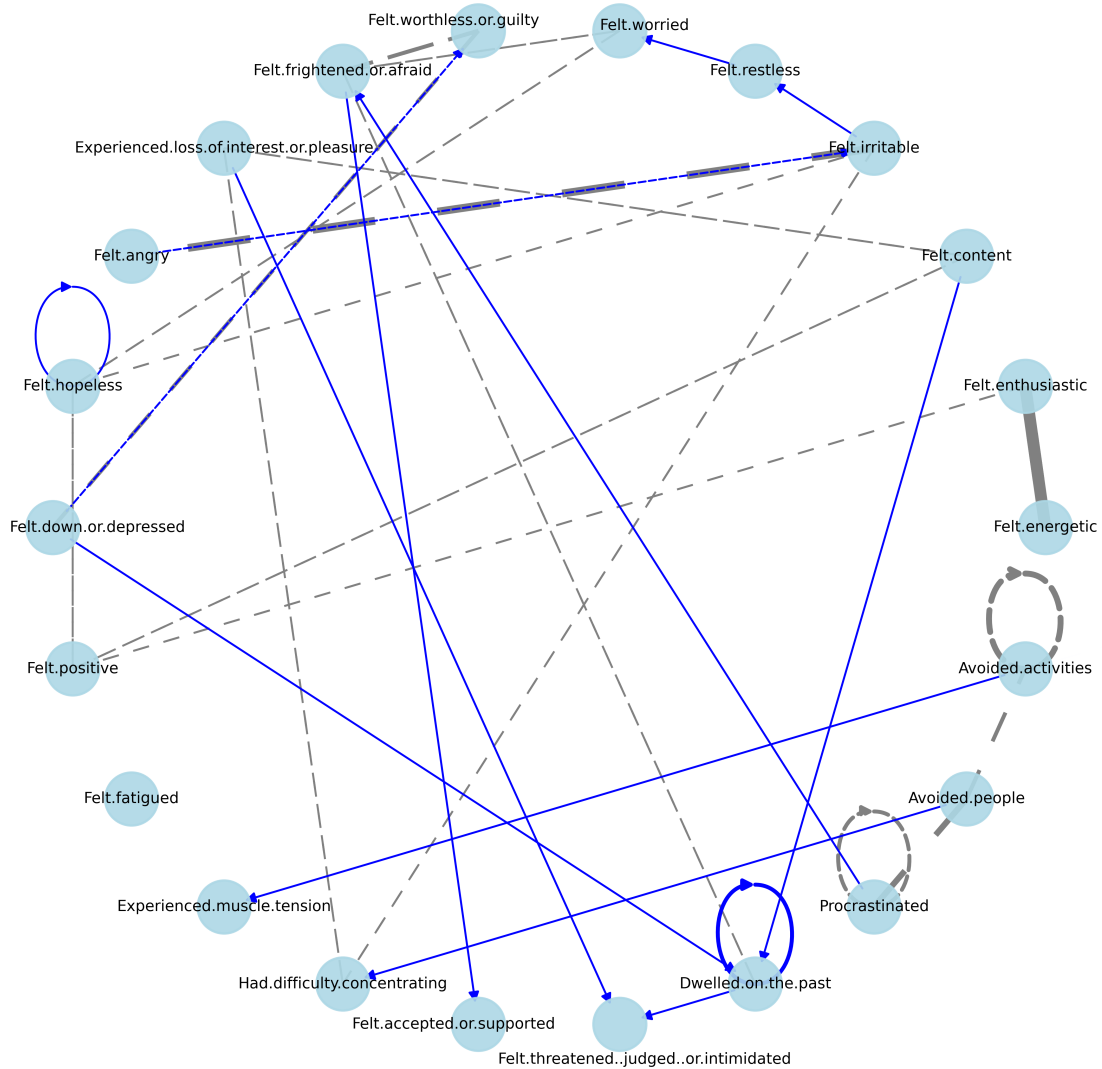 Felt.worthless.or.guilty
Felt.worried
Felt.frightened.or.afraid
Felt.restless
Experienced.loss.of.interest.or.pleasure
Felt.irritable
Felt.angry
Felt.content
Felt.hopeless
Felt.enthusiastic
Felt.down.or.depressed
Felt.energetic
Felt.positive
Avoided.activities
Felt.fatigued
Avoided.people
Experienced.muscle.tension
Procrastinated
Had.difficulty.concentrating
Dwelled.on.the.past
Felt.accepted.or.supported
Felt.threatened..judged..or.intimidated